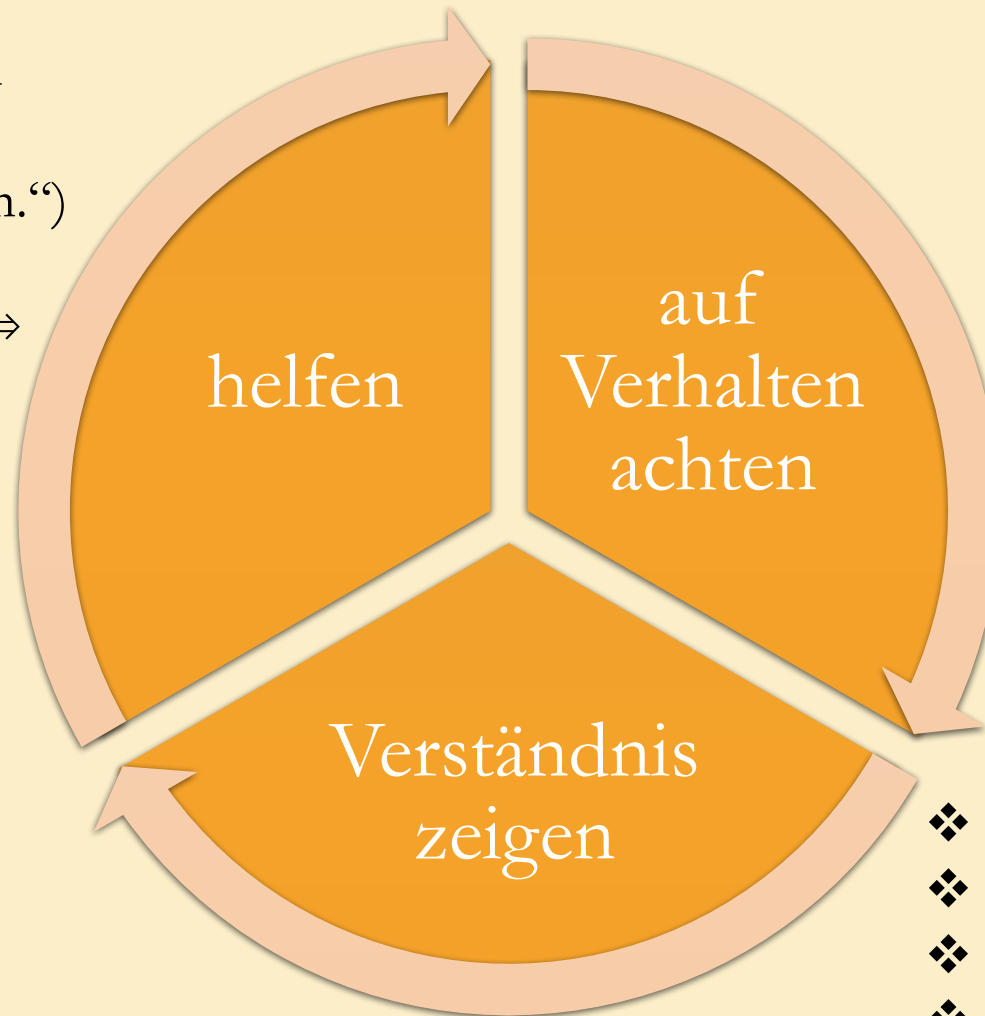 n.“)
⇒
helfen
auf
Verhalten
achten
Verständnis
zeigen
❖
❖
❖
❖